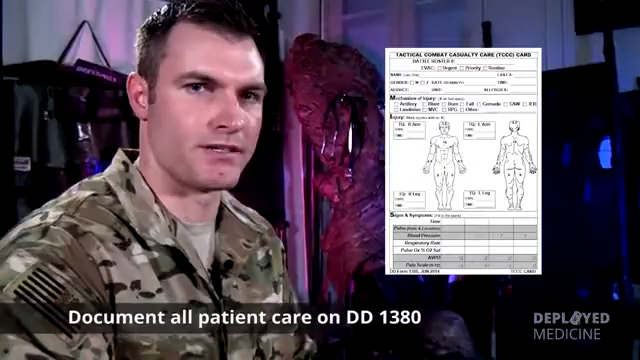 TACTICAL COMBAT CASUALTY CARE (TCCC) CARD
BATTLE ROSTER #:
EVAC: Urgent Priority Routine
NAME LAST 4:
GENDER: M F DATE TIME:
SERVICE: UNIT: ALLERGIES:
Mechanism of Injury:
Artillery Blunt Burn Fall Grenade GSW IED
Landmine MVC RPG Other:
Injury:
TQ: R Arm TQ: L Arm
TYPE: TYPE:
TIME: TIME:
TQ: R Leg TQ: L Leg
TYPE: TYPE:
TIME: TIME:
Signs & Symptoms:
Time
Pulse
Blood Pressure
Respiratory Rate
Pulse Ox % O2 Sat
AVPU
Pain Scale (0-10)
DD Form 1380, JUN 2014 TCCC CARD
Document all patient care on DD 1380
DEPLOYED
MEDICINE